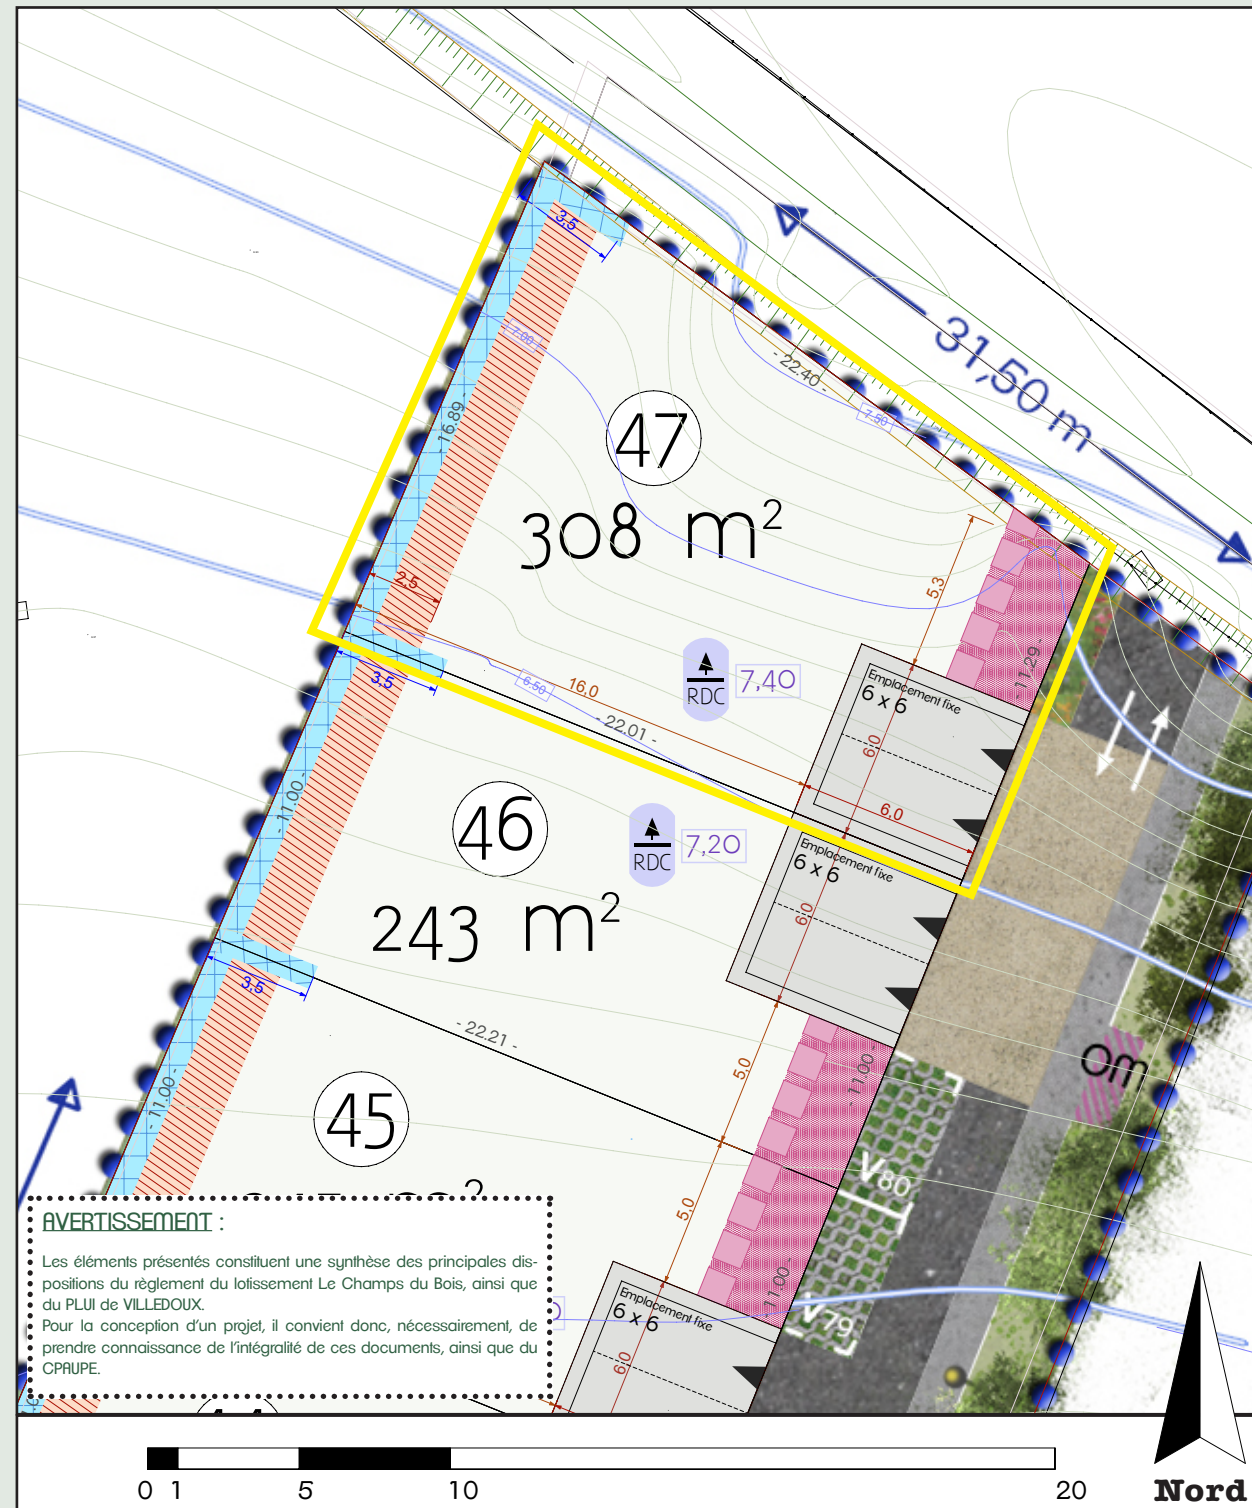 3,5
7.00
- 22.40 -
- 31,50 m
- 16.89 -
47
7.50
308 m²
5,3
2,5
- 11,29 -
RDC
7,40
Emplacement fixe
6 x 6
3,5
6.50
16,0
- 22.01 -
6,0
6,0
- 11.00 -
46
RDC
7,20
Emplacement fixe
6 x 6
243 m²
6,0
3,5
- 22.21 -
5,0
- 11.00 -
om
- 11.00 -
45
V80
5,0
AVERTISSEMENT :
Les éléments présentés constituent une synthèse des principales dis-
positions du règlement du lotissement Le Champs du Bois, ainsi que
du PLUI de VILLEDOUX.
Pour la conception d'un projet, il convient donc, nécessairement, de
prendre connaissance de l'intégralité de ces documents, ainsi que du
CPAUPE.
- 11.00 -
Emplacement fixe
6 x 6
V79
6,0
0 1 5 10 20
Nord